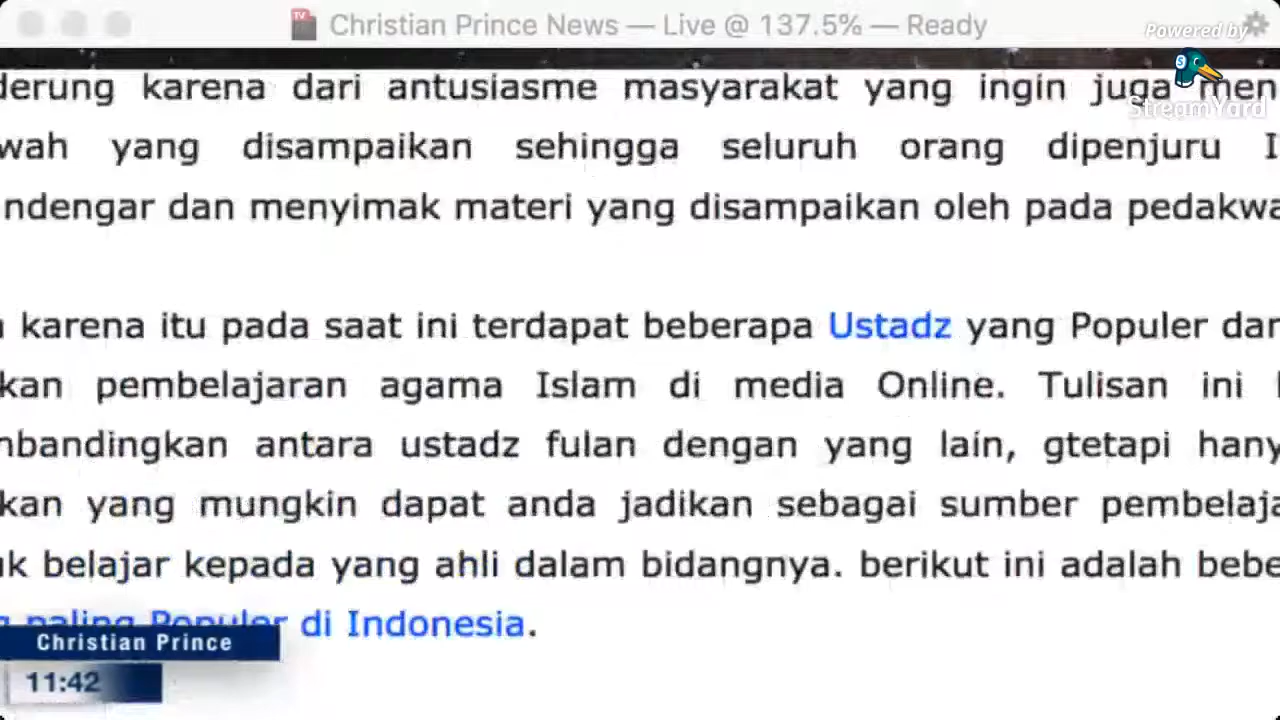 Christian Prince News — Live @ 137.5% — Ready
Powered by
StreamYard
derung karena dari antusiasme masyarakat yang ingin juga men
wah yang disampaikan sehingga seluruh orang dipenjuru I
ndengar dan menyimak materi yang disampaikan oleh pada pedakwa
karena itu pada saat ini terdapat beberapa Ustadz yang Populer dan
kan pembelajaran agama Islam di media Online. Tulisan ini
nbandingkan antara ustadz fulan dengan yang lain, gtetapi hany
kan yang mungkin dapat anda jadikan sebagai sumber pembelaja
uk belajar kepada yang ahli dalam bidangnya. berikut ini adalah bebe
paling Populer di Indonesia.
Christian Prince
11:42